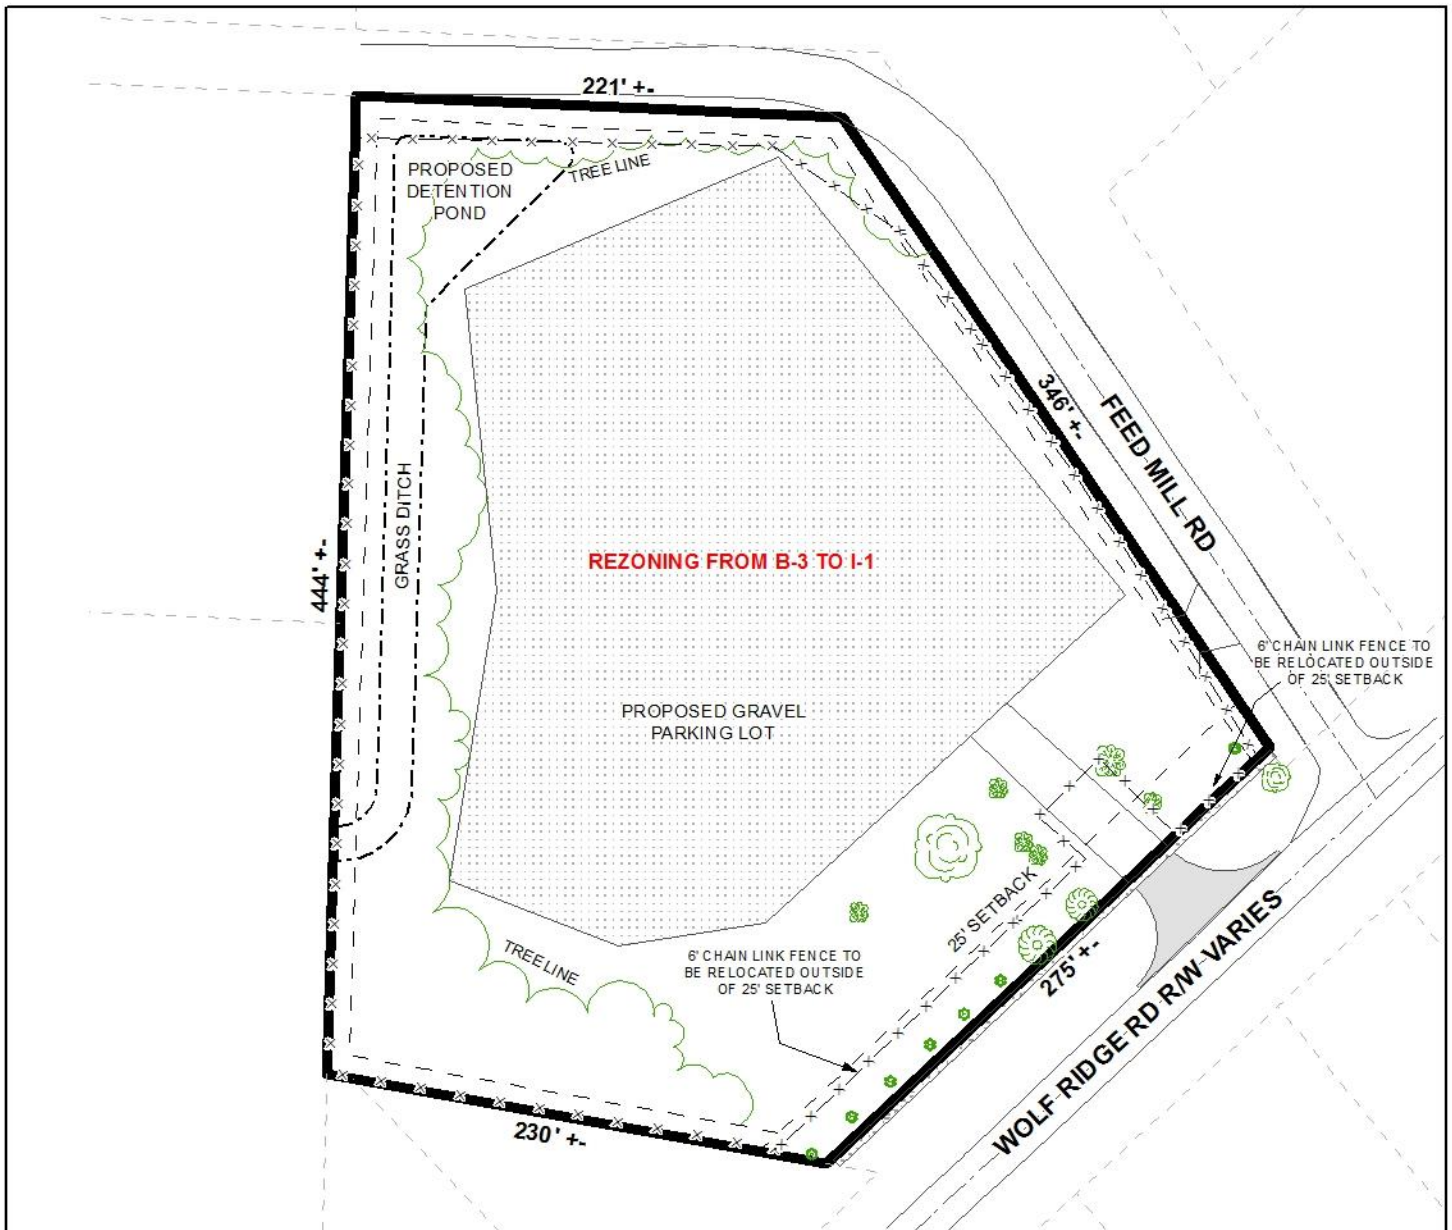 221' +-
PROPOSED
DETENTION
POND
TREE LINE
346' +-
FEED MILL RD
GRASS DITCH
444' +-
REZONING FROM B-3 TO I-1
6' CHAIN LINK FENCE TO
BE RELOCATED OUTSIDE
OF 25' SETBACK
PROPOSED GRAVEL
PARKING LOT
25' SETBACK
TREE LINE
6' CHAIN LINK FENCE TO
BE RELOCATED OUTSIDE
OF 25' SETBACK
275' +-
WOLF RIDGE RD R/W VARIES
230' +-